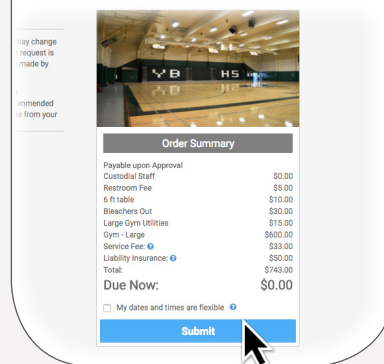 may change
request is
made by
ommended
e from your
YB HS
Order Summary
Payable upon Approval
Custodial Staff $0.00
Restroom Fee $5.00
6 ft table $10.00
Bleachers Out $30.00
Large Gym Utilities $15.00
Gym - Large $600.00
Service Fee: $33.00
Liability Insurance: $50.00
Total: $743.00
Due Now: $0.00
My dates and times are flexible
Submit